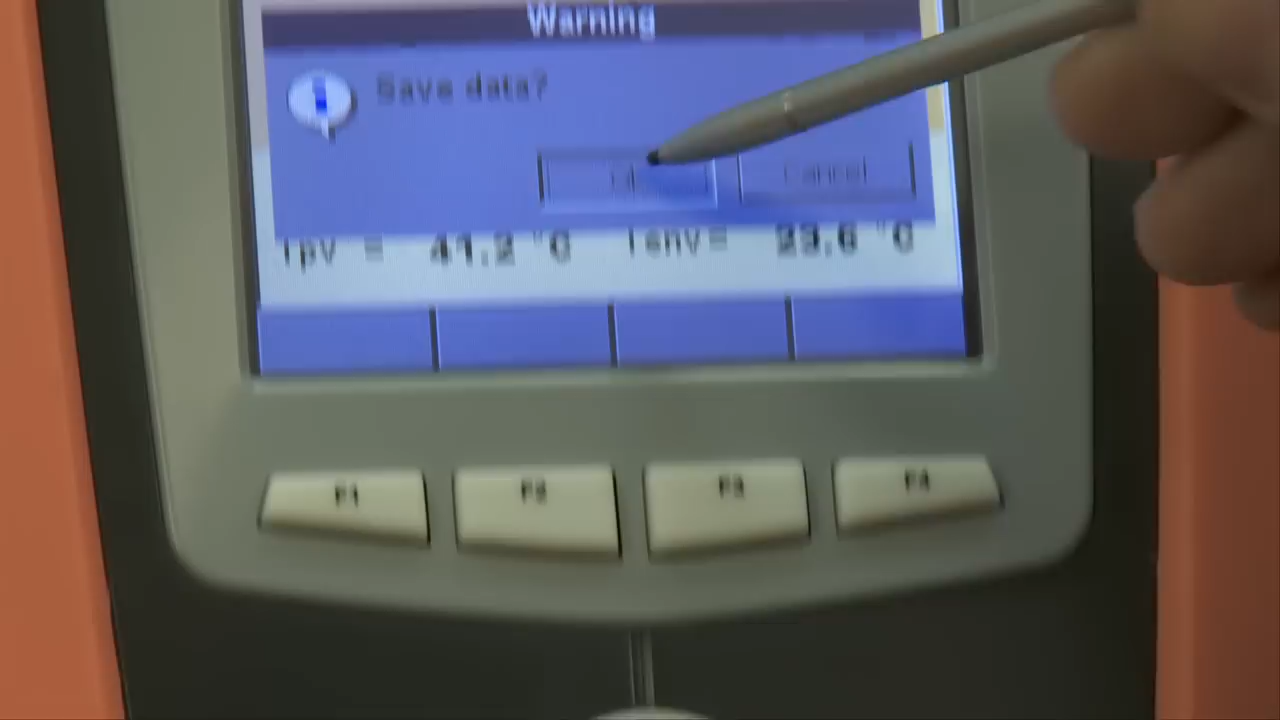 Warning
Save data?
Cancel
Tpv = 41.2 °C Tenv= 23.6 °C
F1 F2 F3 F4